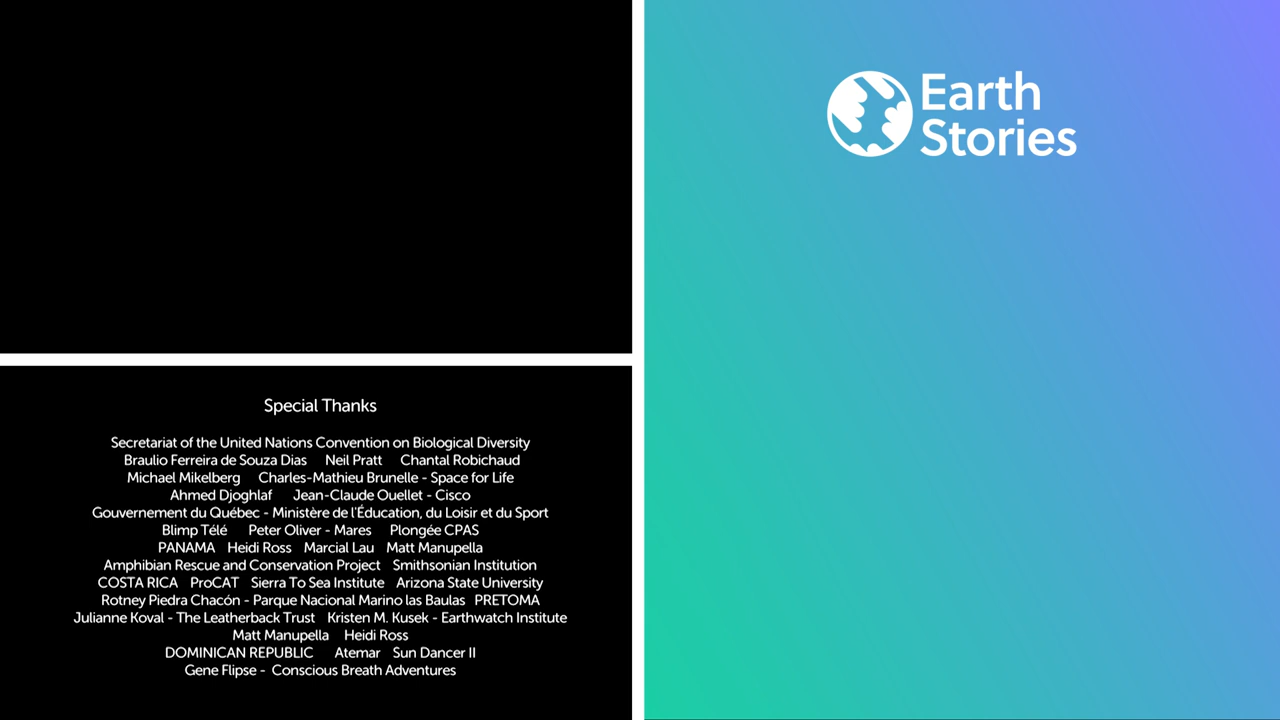 Earth
Stories
Special Thanks
Secretariat of the United Nations Convention on Biological Diversity
Braulio Ferreira de Souza Dias Neil Pratt Chantal Robichaud
Michael Mikelberg Charles-Mathieu Brunelle - Space for Life
Ahmed Djoghlaf Jean-Claude Ouellet - Cisco
Gouvernement du Québec - Ministère de l'Éducation, du Loisir et du Sport
Blimp Télé Peter Oliver - Mares Plongée CPAS
PANAMA Heidi Ross Marcial Lau Matt Manupella
Amphibian Rescue and Conservation Project Smithsonian Institution
COSTA RICA ProCAT Sierra To Sea Institute Arizona State University
Rotney Piedra Chacón - Parque Nacional Marino las Baulas PRETOMA
Julianne Koval - The Leatherback Trust Kristen M. Kusek - Earthwatch Institute
Matt Manupella Heidi Ross
DOMINICAN REPUBLIC Atemar Sun Dancer II
Gene Flipse - Conscious Breath Adventures